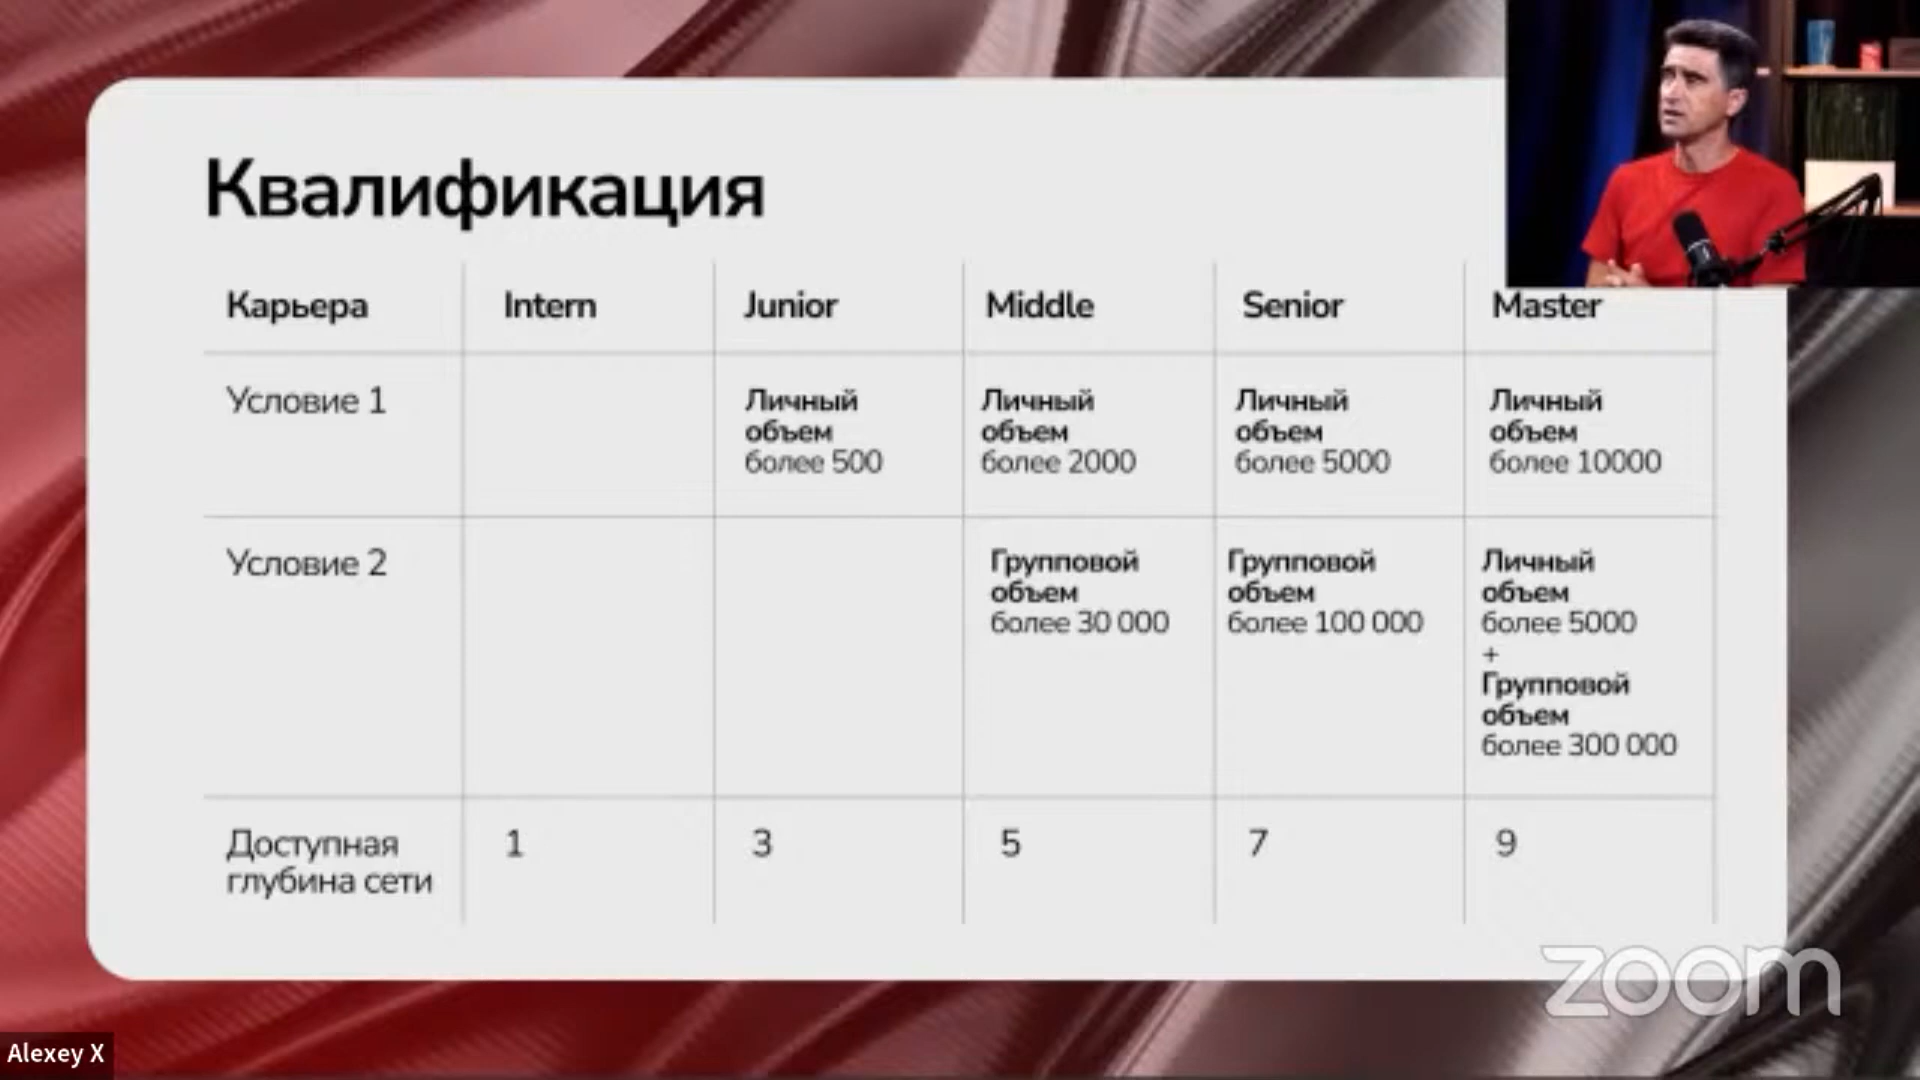 Квалификация
Карьера
Intern
Junior
Middle
Senior
Master
Условие 1
Личный
объем
более 500
Личный
объем
более 2000
Личный
объем
более 5000
Личный
объем
более 10000
Условие 2
Групповой
объем
более 30 000
Групповой
объем
более 100 000
Личный
объем
более 5000
+
Групповой
объем
более 300 000
Доступная
глубина сети
1
3
5
7
9
zoom
Alexey X